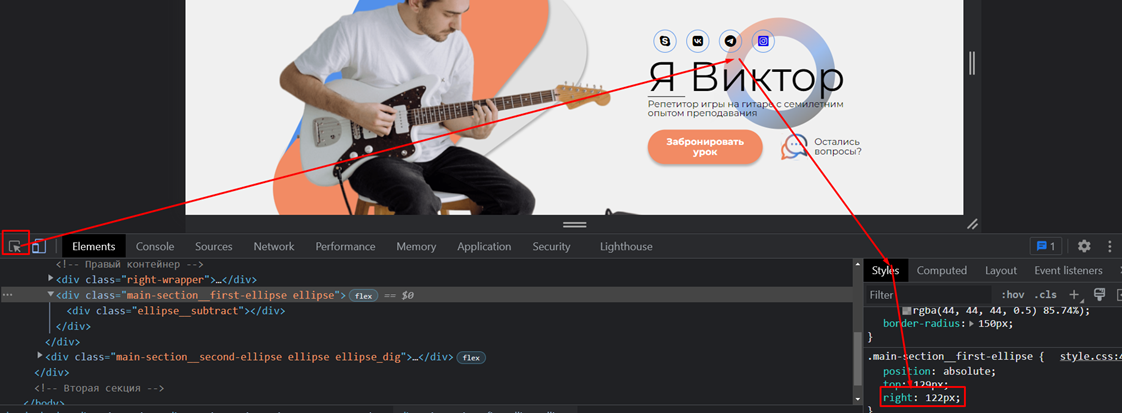 Я Виктор
Репетитор игры на гитаре с семилетним
опытом преподавания
Забронировать
урок
Остались
вопросы?
Elements Console Sources Network Performance Memory Application Security Lighthouse
1
<!-- Правый контейнер -->
<div class="right-wrapper">…</div>
<div class="main-section__first-ellipse ellipse"> flex == $0
<div class="ellipse__subtract"></div>
</div>
</div>
<div class="main-section__second-ellipse ellipse ellipse_dig">…</div> flex
</div>
<!-- Вторая секция -->
</body>
Styles Computed Layout Event listeners
Filter :hov .cls
rgba(44, 44, 44, 0.5) 85.74%);
border-radius: 150px;
}
.main-section__first-ellipse { style.css:4
position: absolute;
top: 129px;
right: 122px;
}